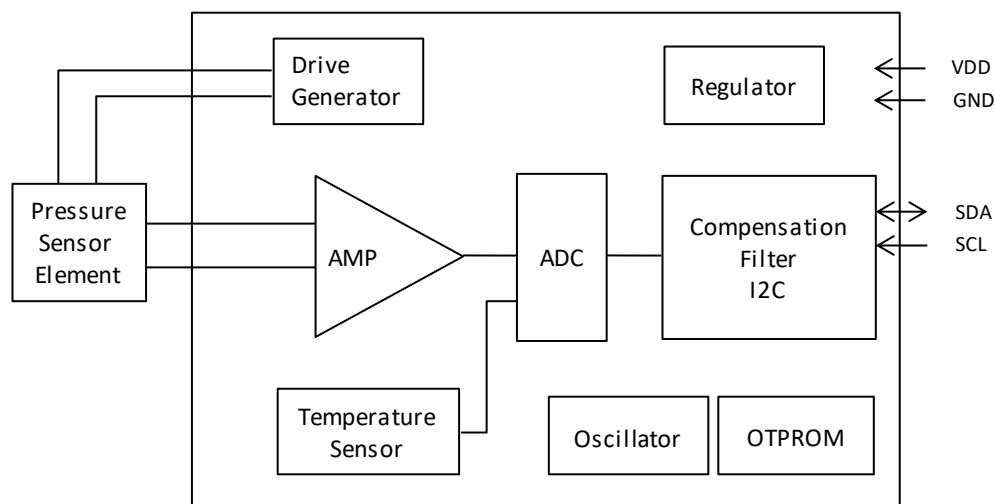 Drive
Generator
Regulator
VDD
GND
Pressure
Sensor
Element
AMP
ADC
Compensation
Filter
I2C
SDA
SCL
Temperature
Sensor
Oscillator
OTPROM